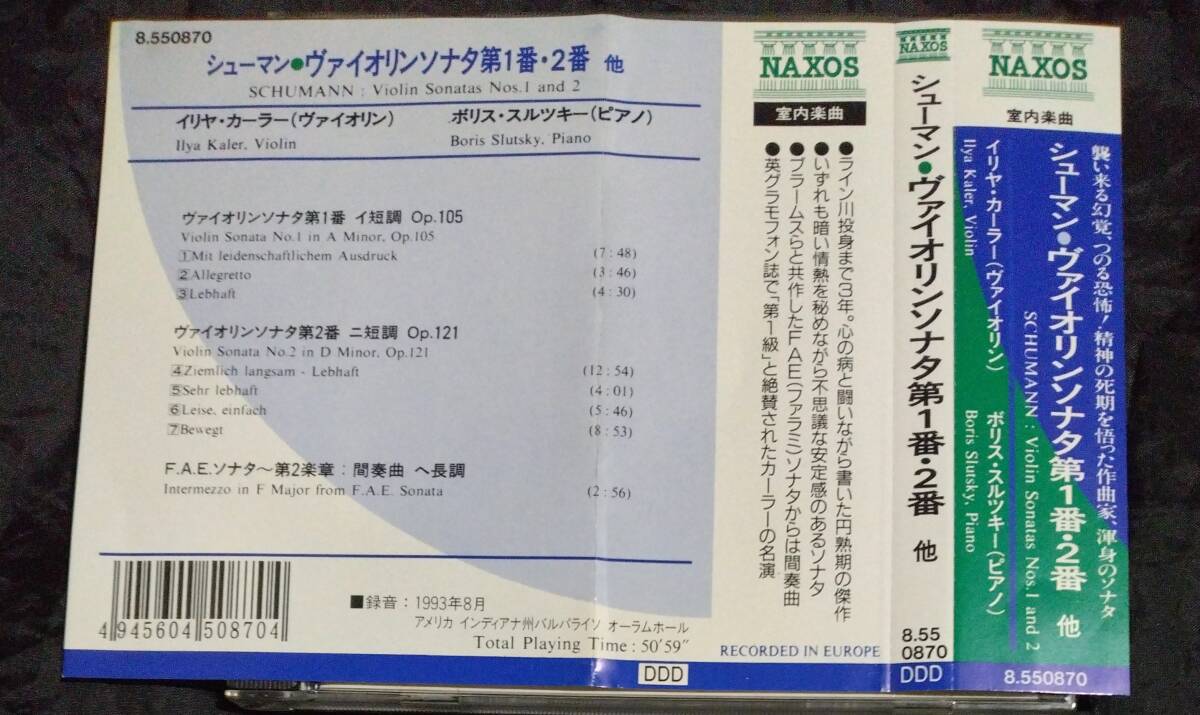 8.550870
シューマン●ヴァイオリンソナタ第1番・2番 他
SCHUMANN : Violin Sonatas Nos.1 and 2
イリヤ・カーラー(ヴァイオリン)
Ilya Kaler, Violin
ボリス・スルツキー(ピアノ)
Boris Slutsky, Piano
ヴァイオリンソナタ第1番 イ短調 Op.105
Violin Sonata No.1 in A Minor, Op.105
1 Mit leidenschaftlichem Ausdruck (7:48)
2 Allegretto (3:46)
3 Lebhaft (4:30)
ヴァイオリンソナタ第2番 ニ短調 Op.121
Violin Sonata No.2 in D Minor, Op.121
4 Ziemlich langsam - Lebhaft (12:54)
5 Sehr lebhaft (4:01)
6 Leise, einfach (5:46)
7 Bewegt (8:53)
F.A.E.ソナタ〜第2楽章:間奏曲 ヘ長調
Intermezzo in F Major from F.A.E. Sonata (2:56)
4945604508704
■録音:1993年8月
アメリカ インディアナ州バルパライソ オーラムホール
Total Playing Time : 50'59"
DDD
NAXOS
室内楽曲
●ライン川投身まで3年。心の病と闘いながら書いた円熟期の傑作
●いずれも暗い情熱を秘めながら不思議な安定感のあるソナタ
●ブラームスらと共作したFAE(ファラミ)ソナタからは間奏曲
●英グラモフォン誌で「第1級」と絶賛されたカーラーの名演
RECORDED IN EUROPE
NAXOS
シューマン●ヴァイオリンソナタ第1番・2番 他
8.55
0870
DDD
NAXOS
室内楽曲
襲い来る幻覚、つのる恐怖!精神の死期を悟った作曲家、渾身のソナタ
シューマン●ヴァイオリンソナタ第1番・2番 他
SCHUMANN : Violin Sonatas Nos.1 and 2
イリヤ・カーラー(ヴァイオリン)
Ilya Kaler, Violin
ボリス・スルツキー(ピアノ)
Boris Slutsky, Piano
8.550870